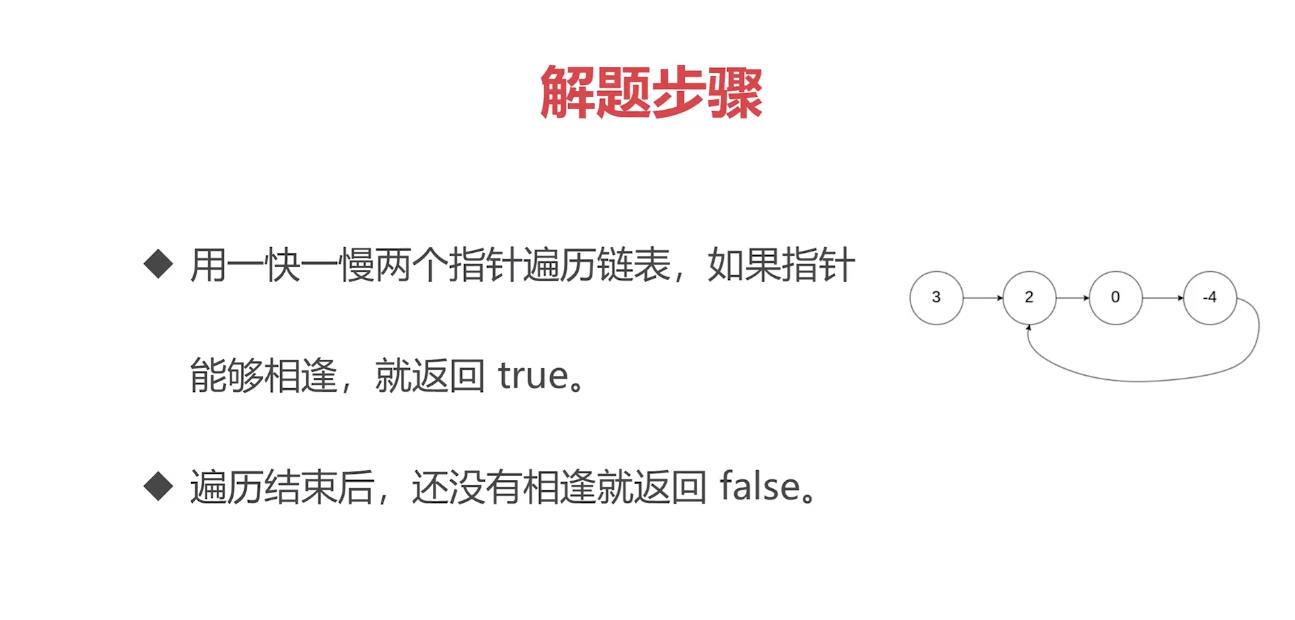 解题步骤
◆ 用一快一慢两个指针遍历链表，如果指针
能够相逢，就返回 true。
◆ 遍历结束后，还没有相逢就返回 false。
3 2 0 -4